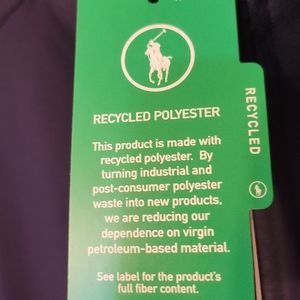 RECYCLED POLYESTER
This product is made with
recycled polyester. By
turning industrial and
post-consumer polyester
waste into new products,
we are reducing our
dependence on virgin
petroleum-based material.
See label for the product's
full fiber content.
RECYCLED